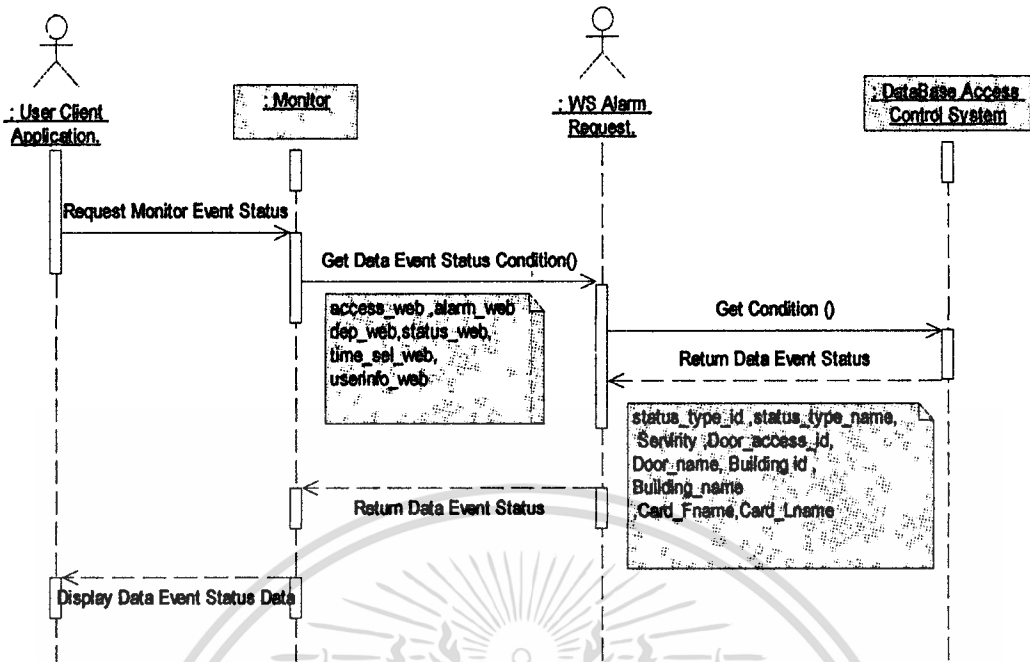 : User Client
Application.
: Monitor
: WS Alarm
Request.
: DataBase Access
Control System
Request Monitor Event Status
Get Data Event Status Condition()
access_web ,alarm_web
dep_web,status_web,
time_sel_web,
userinfo_web
Get Condition ()
Return Data Event Status
status_type_id ,status_type_name,
Servirity ,Door_access_id,
Door_name, Building id ,
Building_name
,Card_Fname,Card_Lname
Return Data Event Status
Display Data Event Status Data